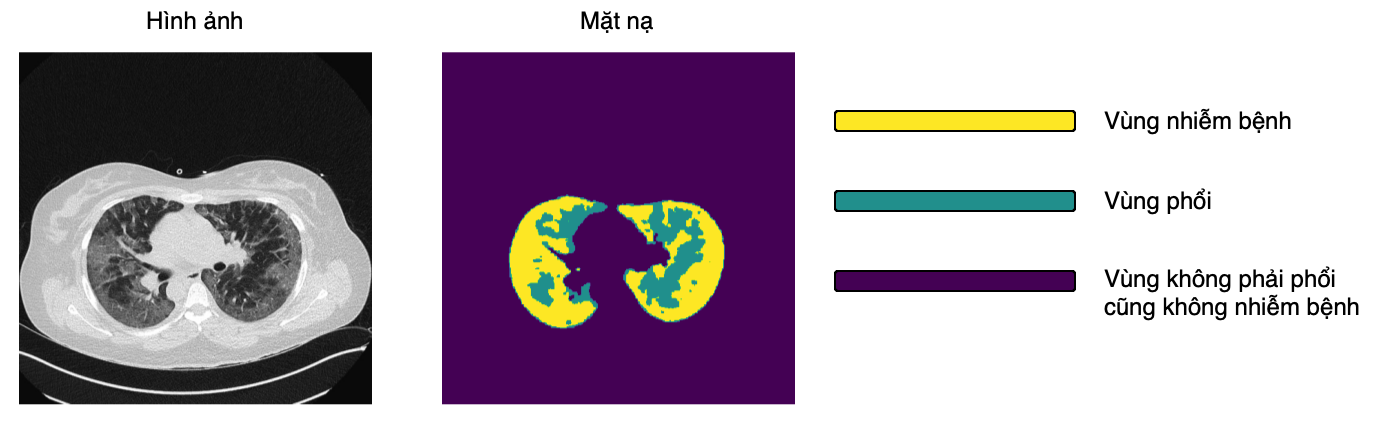 Hình ảnh
Mặt nạ
Vùng nhiễm bệnh
Vùng phổi
Vùng không phải phổi
cũng không nhiễm bệnh